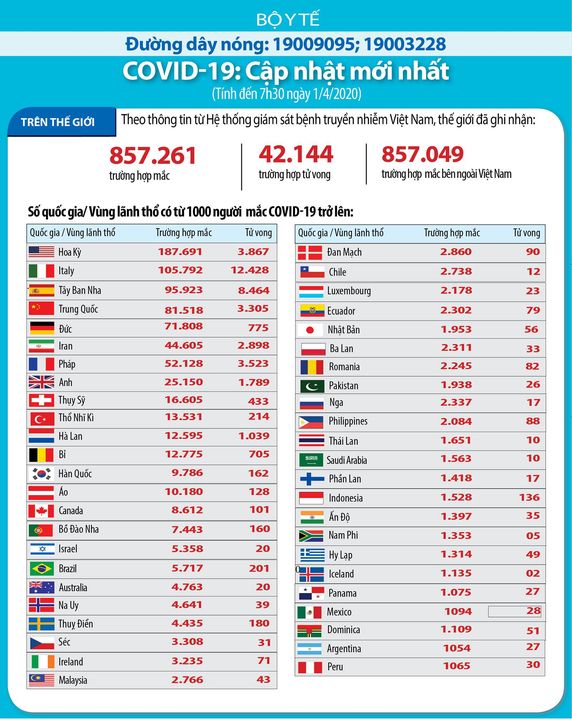 BỘ Y TẾ
Đường dây nóng: 19009095; 19003228
COVID-19: Cập nhật mới nhất
(Tính đến 7h30 ngày 1/4/2020)
TRÊN THẾ GIỚI
Theo thông tin từ Hệ thống giám sát bệnh truyền nhiễm Việt Nam, thế giới đã ghi nhận:
857.261 42.144 857.049
trường hợp mắc trường hợp tử vong trường hợp mắc bên ngoài Việt Nam
Số quốc gia/ Vùng lãnh thổ có từ 1000 người mắc COVID-19 trở lên:
Quốc gia / Vùng lãnh thổ Trường hợp mắc Tử vong
Hoa Kỳ 187.691 3.867
Italy 105.792 12.428
Tây Ban Nha 95.923 8.464
Trung Quốc 81.518 3.305
Đức 71.808 775
Iran 44.605 2.898
Pháp 52.128 3.523
Anh 25.150 1.789
Thụy Sỹ 16.605 433
Thổ Nhĩ Kì 13.531 214
Hà Lan 12.595 1.039
Bỉ 12.775 705
Hàn Quốc 9.786 162
Áo 10.180 128
Canada 8.612 101
Bồ Đào Nha 7.443 160
Israel 5.358 20
Brazil 5.717 201
Australia 4.763 20
Na Uy 4.641 39
Thuỵ Điển 4.435 180
Séc 3.308 31
Ireland 3.235 71
Malaysia 2.766 43
Quốc gia / Vùng lãnh thổ Trường hợp mắc Tử vong
Đan Mạch 2.860 90
Chile 2.738 12
Luxembourg 2.178 23
Ecuador 2.302 79
Nhật Bản 1.953 56
Ba Lan 2.311 33
Romania 2.245 82
Pakistan 1.938 26
Nga 2.337 17
Philippines 2.084 88
Thái Lan 1.651 10
Saudi Arabia 1.563 10
Phần Lan 1.418 17
Indonesia 1.528 136
Ấn Độ 1.397 35
Nam Phi 1.353 05
Hy Lạp 1.314 49
Iceland 1.135 02
Panama 1.075 27
Mexico 1094 28
Dominica 1.109 51
Argentina 1054 27
Peru 1065 30